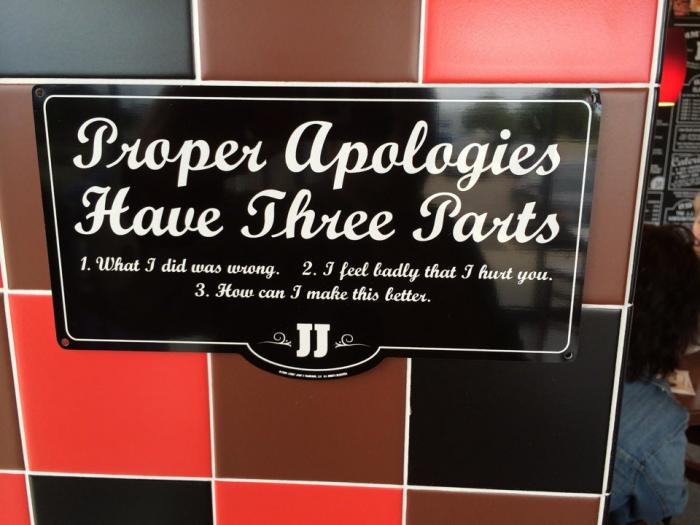 Proper Apologies
Have Three Parts
1. What I did was wrong. 2. I feel badly that I hurt you.
3. How can I make this better.
JJ